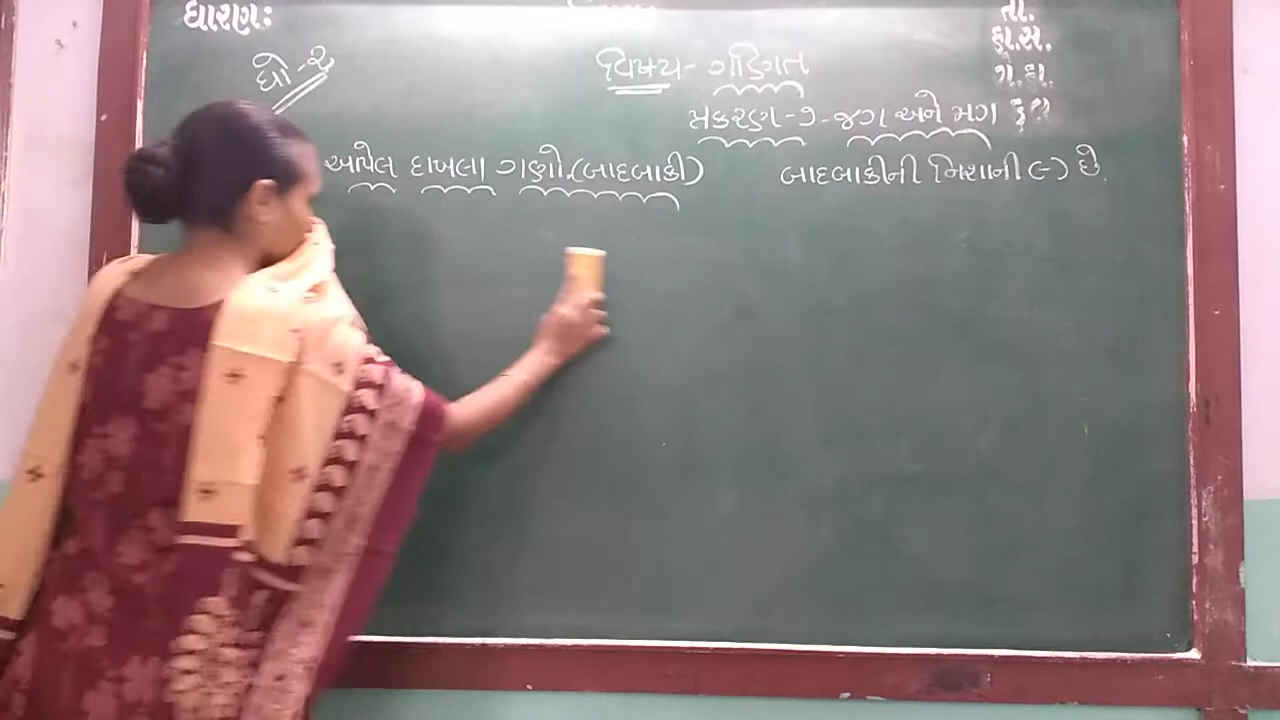 ધોરણઃ
તા.
હા.સ.
ગે.હા.
ધો-૨
વિષય- ગણિત
પ્રકરણ-૭-જગ અને મગ
આપેલ દાખલા ગણો.(બાદબાકી)
બાદબાકીની નિશાની (-) છે.